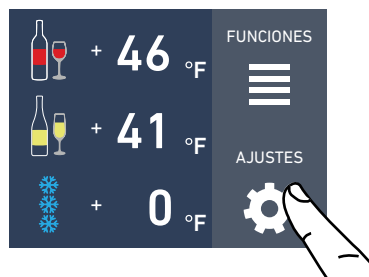 + 46 °F
FUNCIONES
+ 41 °F
AJUSTES
+ 0 °F